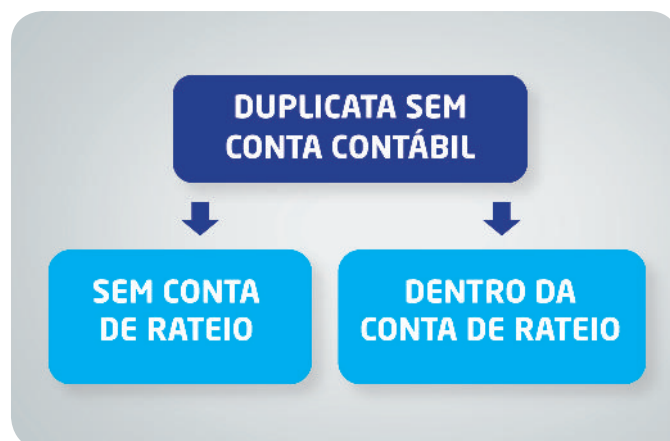 DUPLICATA SEM
CONTA CONTÁBIL
SEM CONTA
DE RATEIO
DENTRO DA
CONTA DE RATEIO